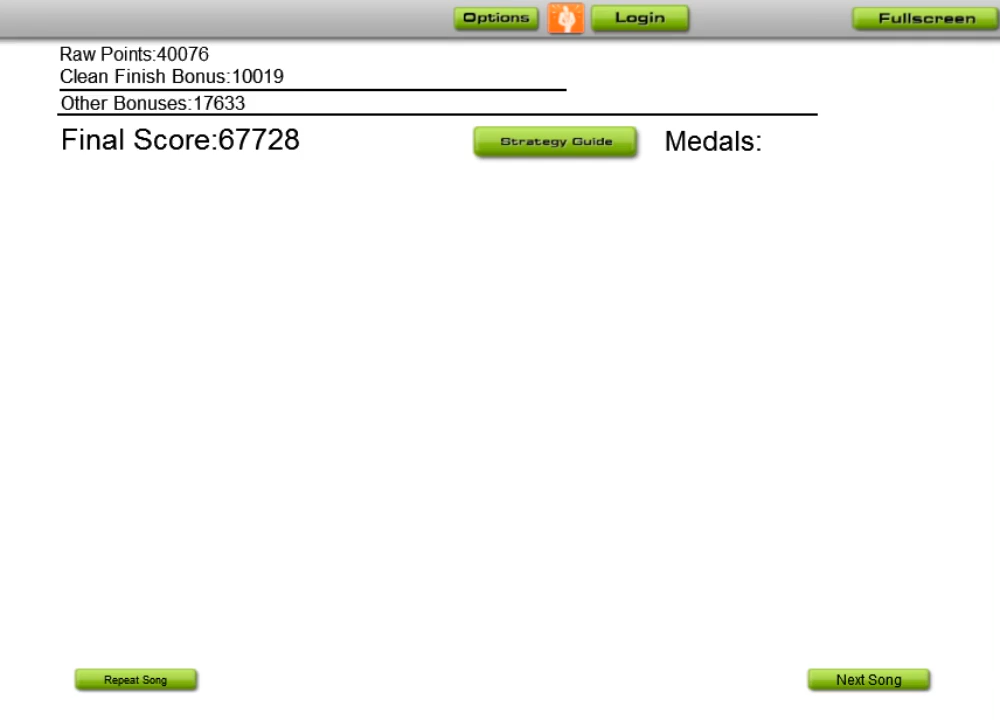 Options Login Fullscreen
Raw Points:40076
Clean Finish Bonus:10019
Other Bonuses:17633
Final Score:67728 Strategy Guide Medals:
Repeat Song Next Song